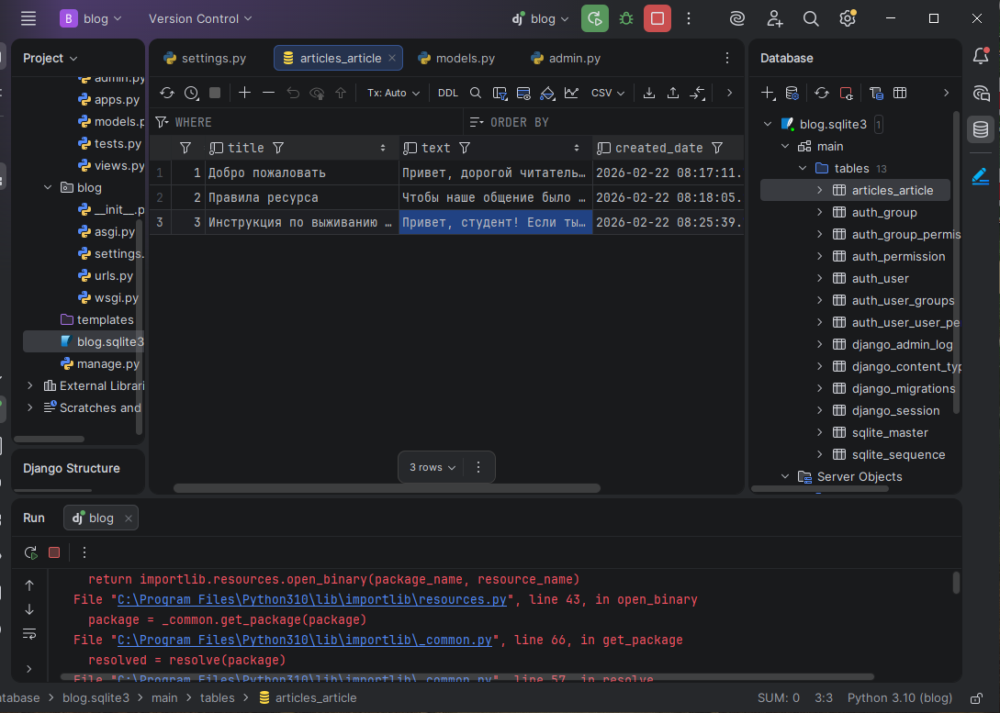 B blog Version Control dj blog
Project
admin.py
apps.py
models.p
tests.py
views.py
blog
__init__.p
asgi.py
settings.
urls.py
wsgi.py
templates
blog.sqlite3
manage.py
External Librari
Scratches and
Django Structure
settings.py articles_article models.py admin.py
Tx: Auto DDL CSV
WHERE ORDER BY
title text created_date
1 1 Добро пожаловать Привет, дорогой читатель… 2026-02-22 08:17:11.
2 2 Правила ресурса Чтобы наше общение было … 2026-02-22 08:18:05.
3 3 Инструкция по выживанию … Привет, студент! Если ты… 2026-02-22 08:25:39.
3 rows
Database
blog.sqlite3 1
main
tables 13
articles_article
auth_group
auth_group_permis
auth_permission
auth_user
auth_user_groups
auth_user_user_pe
django_admin_log
django_content_typ
django_migrations
django_session
sqlite_master
sqlite_sequence
Server Objects
Run dj blog
return importlib.resources.open_binary(package_name, resource_name)
File "C:\Program Files\Python310\lib\importlib\resources.py", line 43, in open_binary
package = _common.get_package(package)
File "C:\Program Files\Python310\lib\importlib\_common.py", line 66, in get_package
resolved = resolve(package)
File "C:\Program Files\Python310\lib\importlib\_common.py", line 57, in resolve
atabase > blog.sqlite3 > main > tables > articles_article SUM: 0 3:3 Python 3.10 (blog)